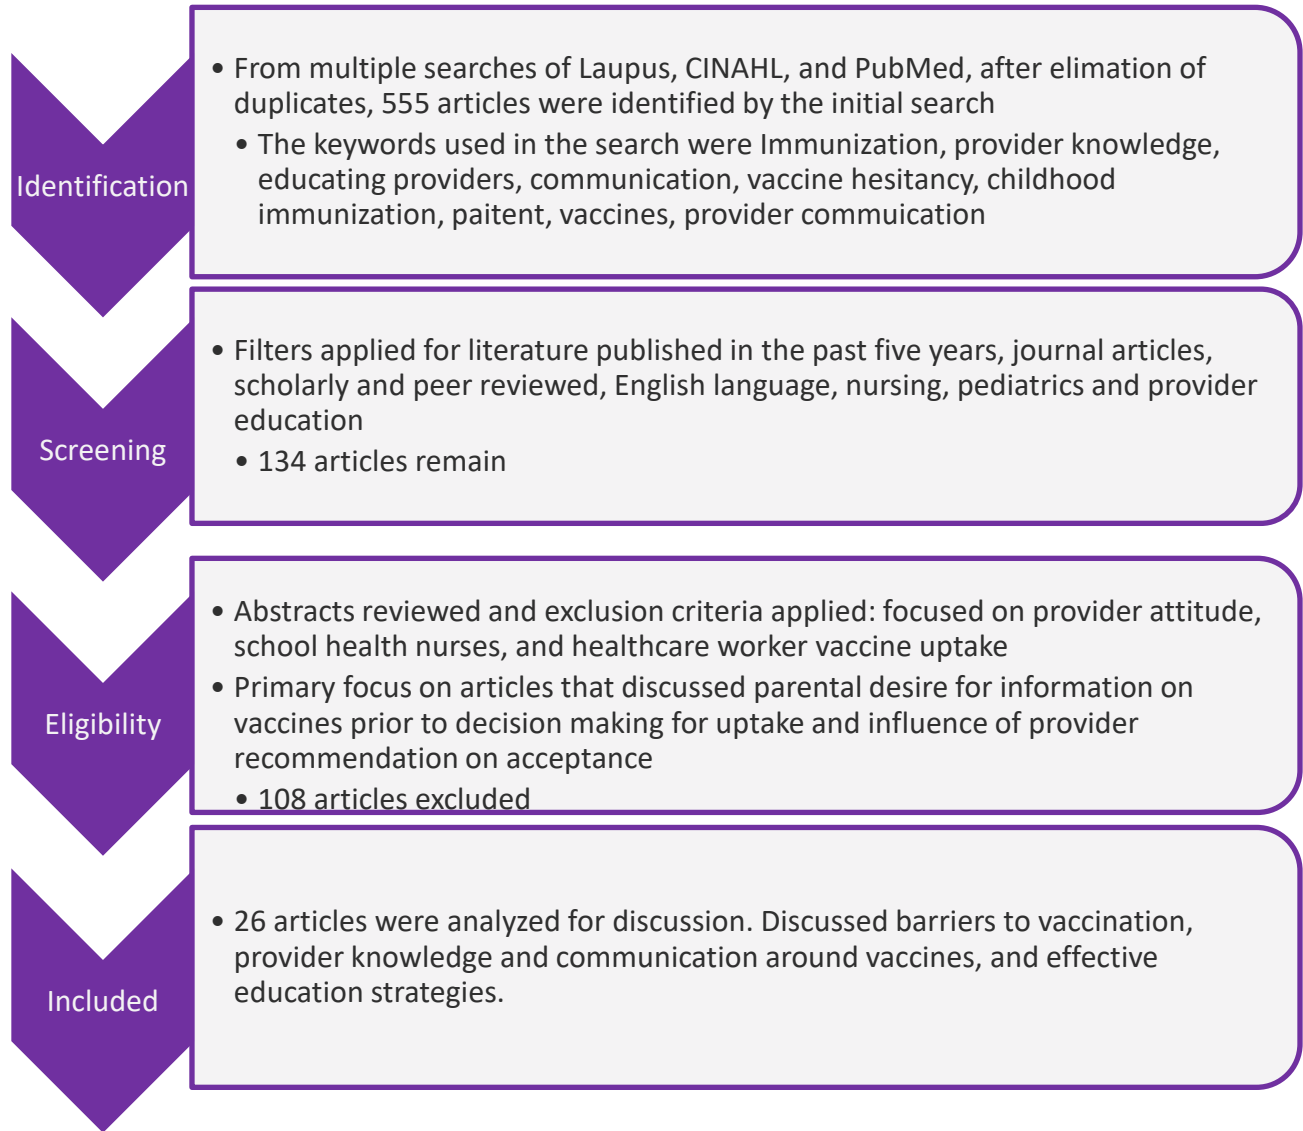 Identification
• From multiple searches of Laupus, CINAHL, and PubMed, after elimation of
duplicates, 555 articles were identified by the initial search
• The keywords used in the search were Immunization, provider knowledge,
educating providers, communication, vaccine hesitancy, childhood
immunization, paitent, vaccines, provider commuication
Screening
• Filters applied for literature published in the past five years, journal articles,
scholarly and peer reviewed, English language, nursing, pediatrics and provider
education
• 134 articles remain
Eligibility
• Abstracts reviewed and exclusion criteria applied: focused on provider attitude,
school health nurses, and healthcare worker vaccine uptake
• Primary focus on articles that discussed parental desire for information on
vaccines prior to decision making for uptake and influence of provider
recommendation on acceptance
• 108 articles excluded
Included
• 26 articles were analyzed for discussion. Discussed barriers to vaccination,
provider knowledge and communication around vaccines, and effective
education strategies.